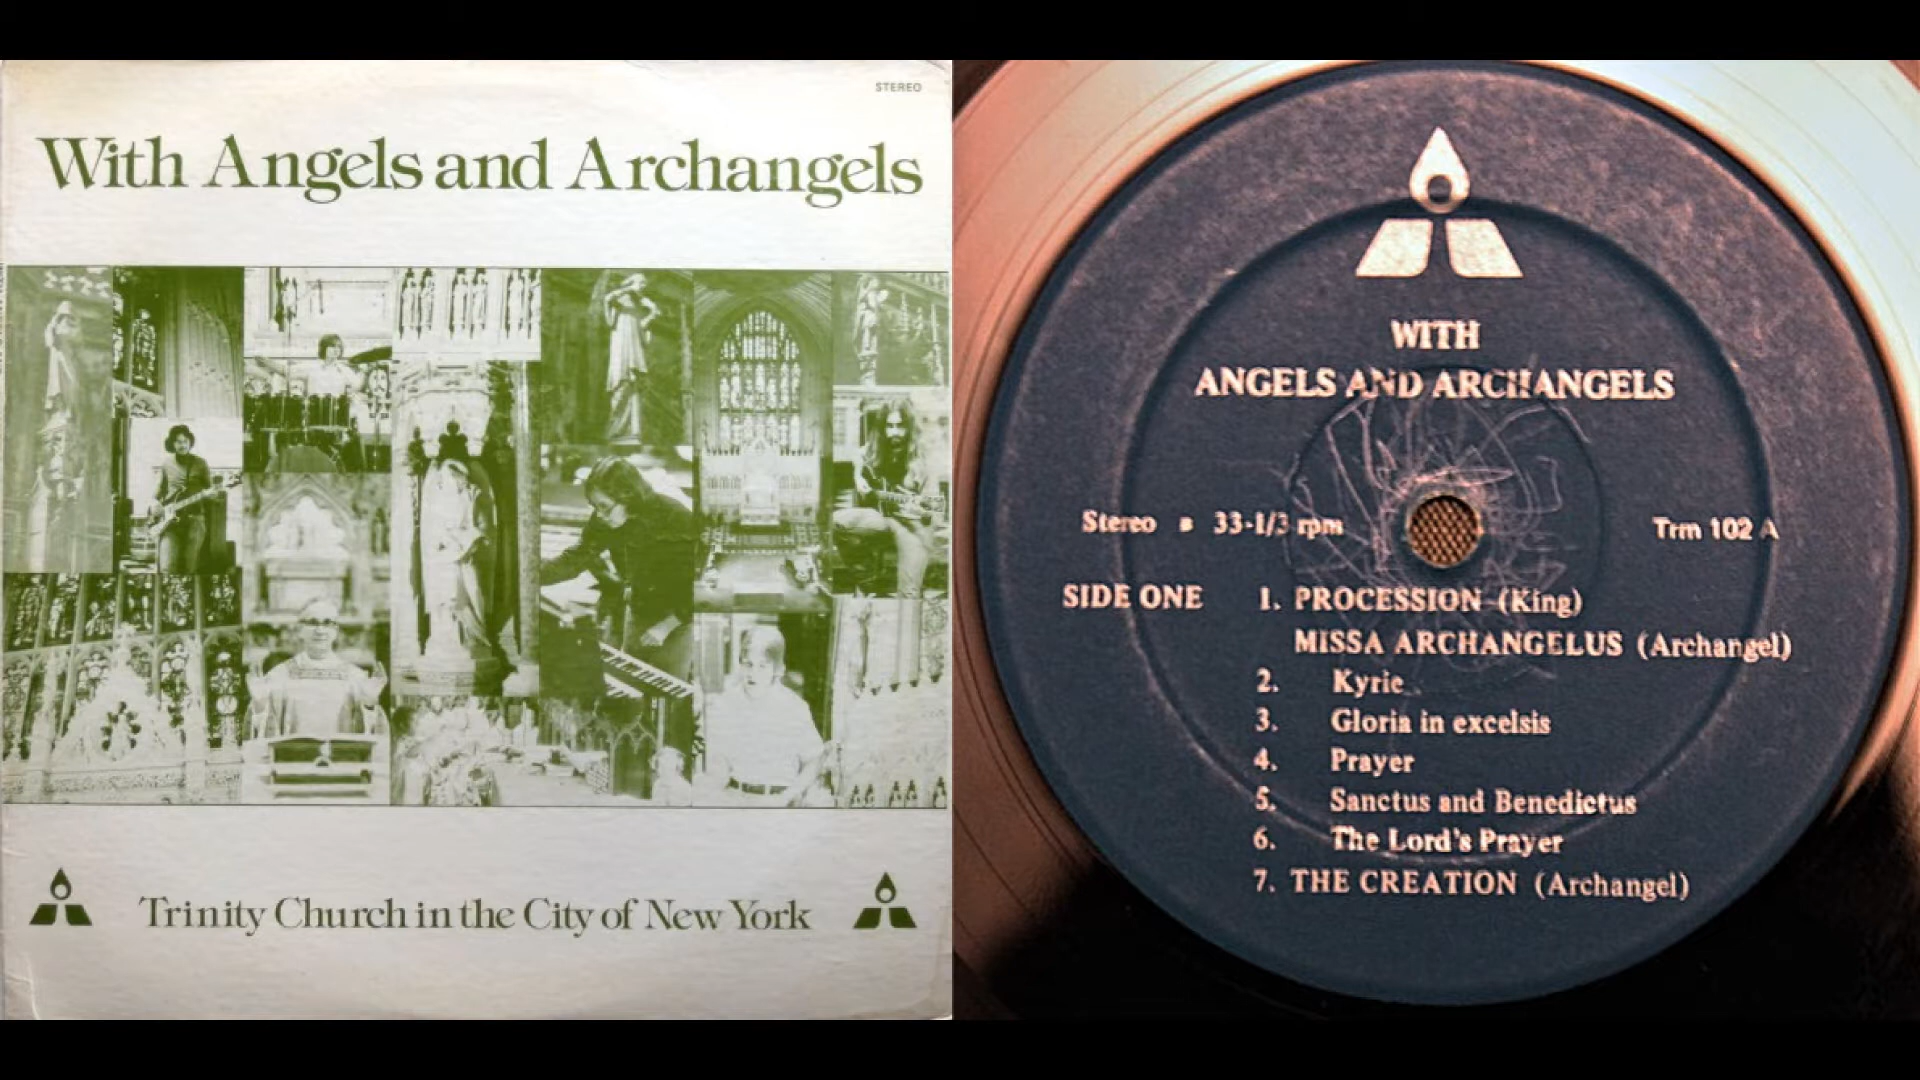 STEREO
With Angels and Archangels
Trinity Church in the City of New York
WITH
ANGELS AND ARCHANGELS
Stereo 33-1/3 rpm
Trm 102 A
SIDE ONE
1. PROCESSION (King)
MISSA ARCHANGELUS (Archangel)
2. Kyrie
3. Gloria in excelsis
4. Prayer
5. Sanctus and Benedictus
6. The Lord's Prayer
7. THE CREATION (Archangel)